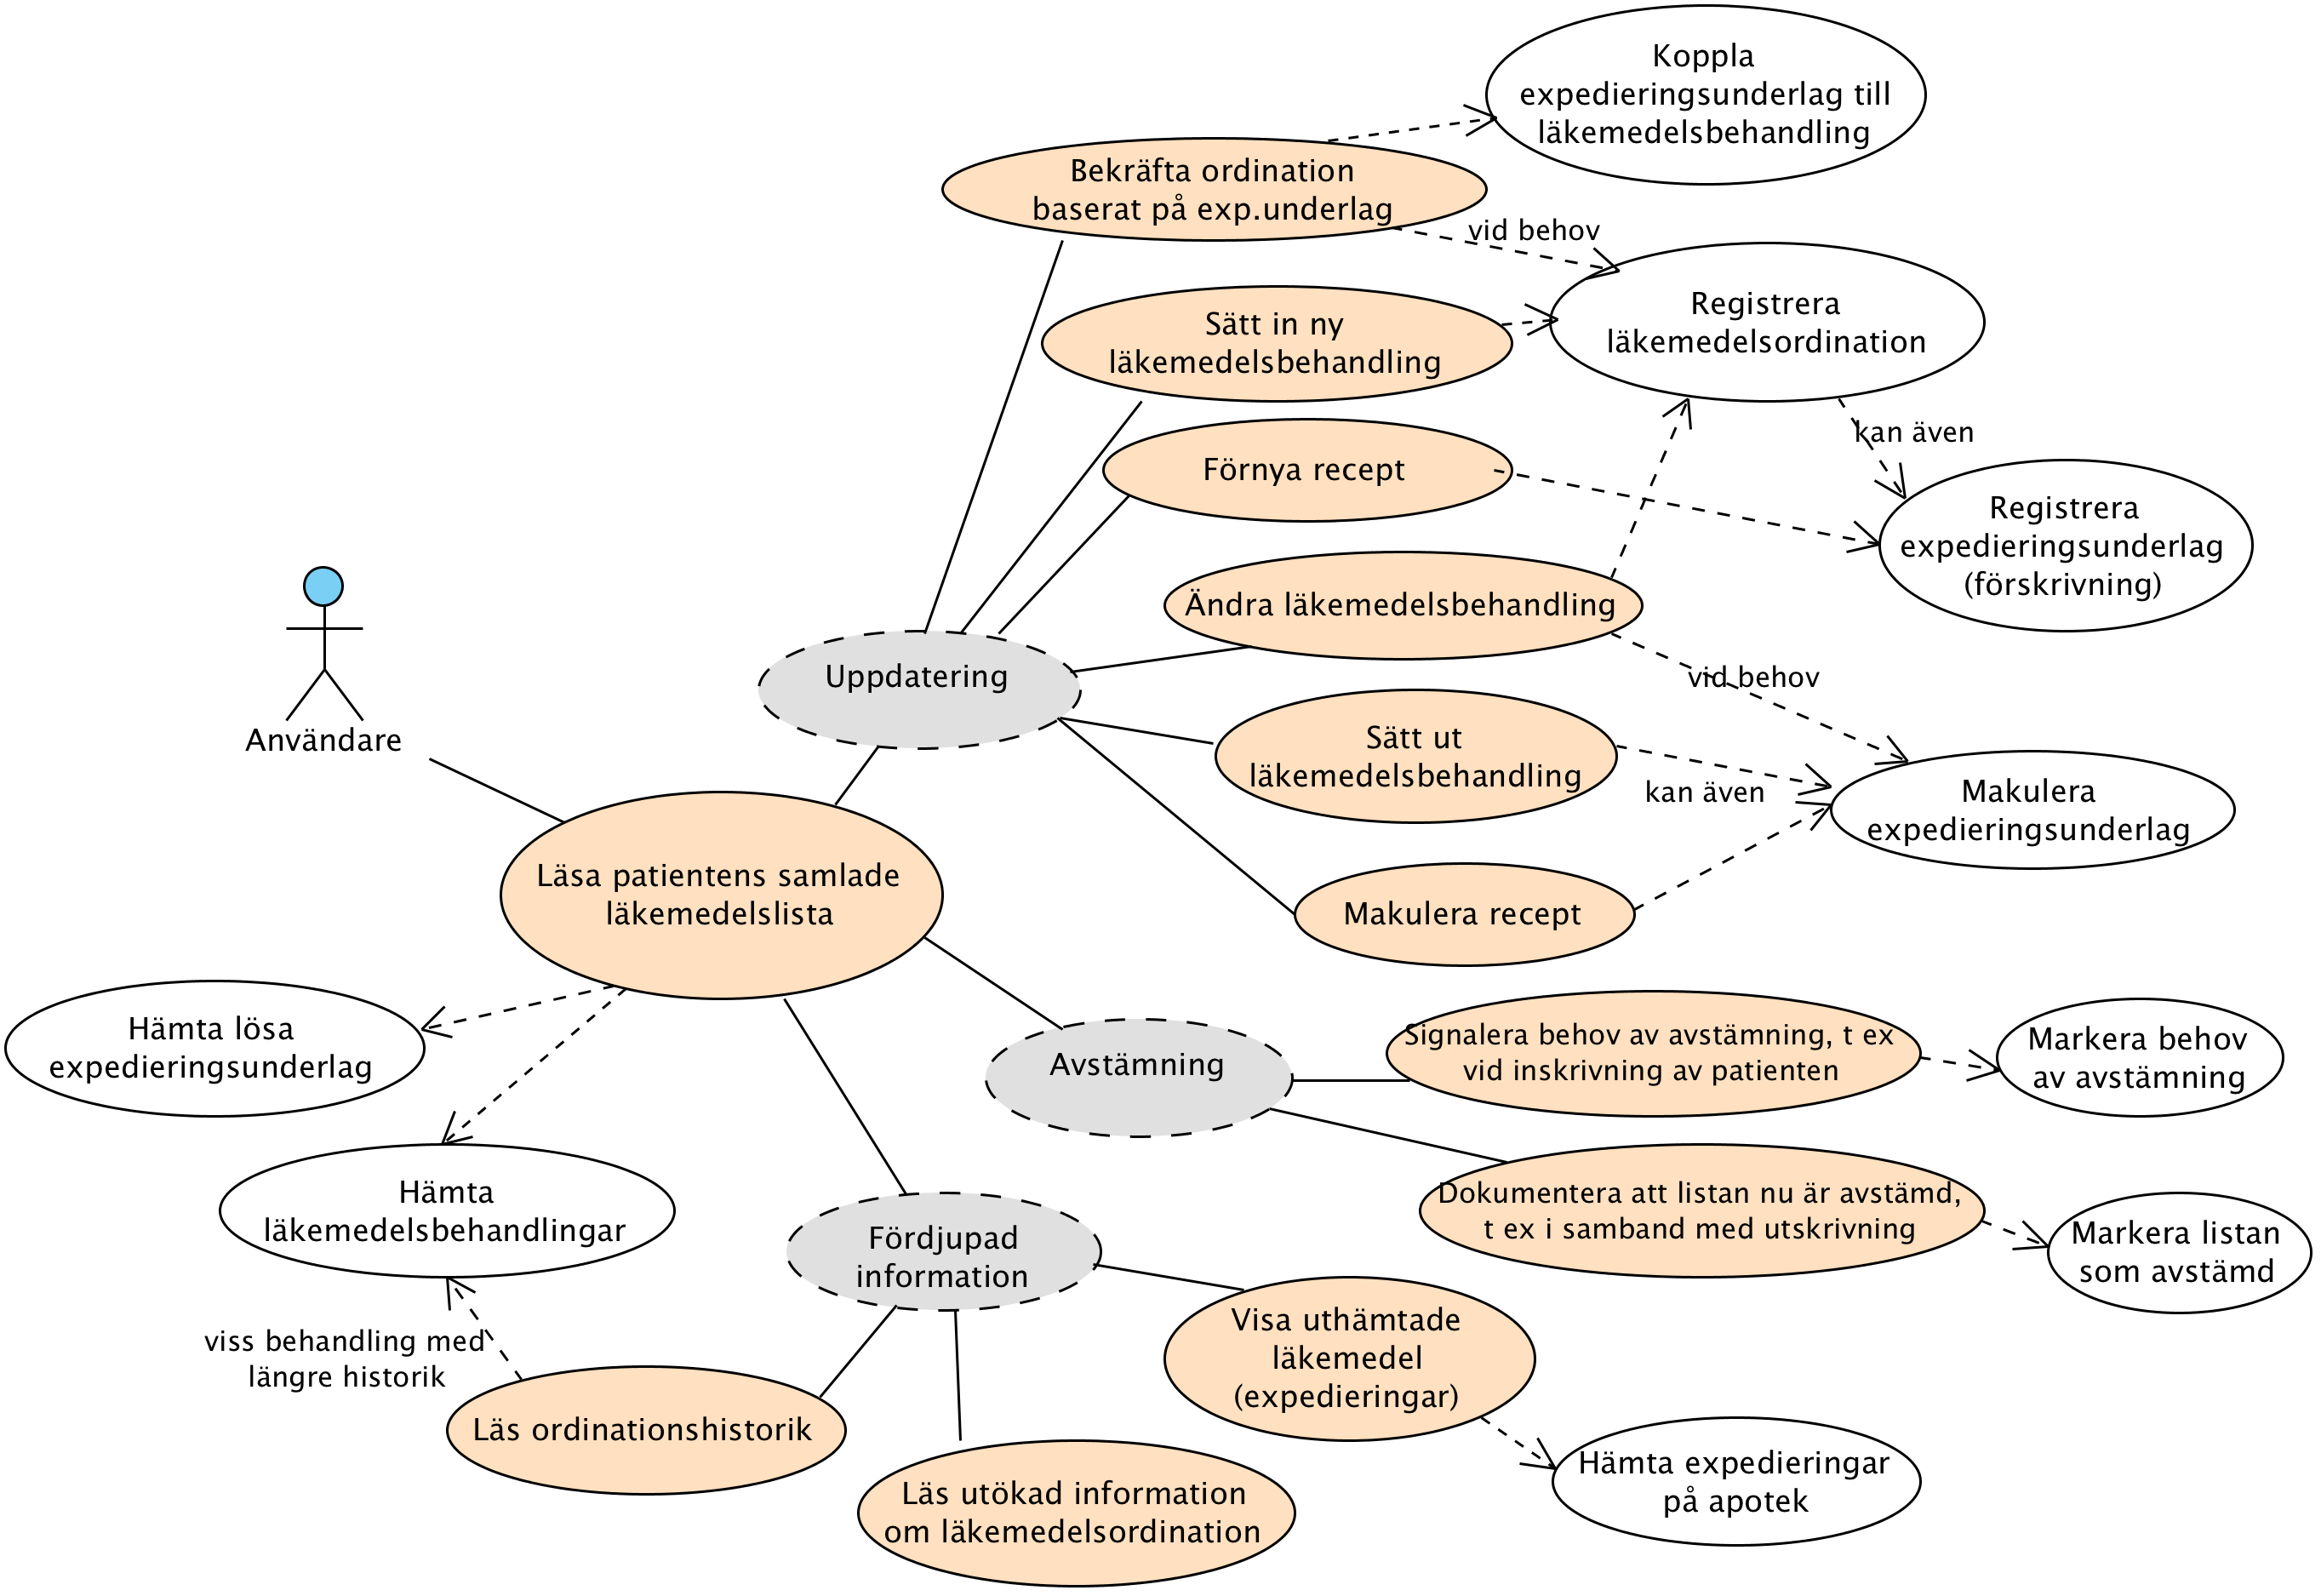 Koppla
expedieringsunderlag till
läkemedelsbehandling
Bekräfta ordination
baserat på exp.underlag
vid behov
Registrera
läkemedelsordination
Sätt in ny
läkemedelsbehandling
kan även
Förnya recept
Registrera
expedieringsunderlag
(förskrivning)
Ändra läkemedelsbehandling
Uppdatering
vid behov
Användare
Sätt ut
läkemedelsbehandling
kan även
Makulera
expedieringsunderlag
Läsa patientens samlade
läkemedelslista
Makulera recept
Hämta lösa
expedieringsunderlag
Avstämning
Signalera behov av avstämning, t ex
vid inskrivning av patienten
Markera behov
av avstämning
Hämta
läkemedelsbehandlingar
Dokumentera att listan nu är avstämd,
t ex i samband med utskrivning
Markera listan
som avstämd
Fördjupad
information
viss behandling med
längre historik
Visa uthämtade
läkemedel
(expedieringar)
Läs ordinationshistorik
Läs utökad information
om läkemedelsordination
Hämta expedieringar
på apotek